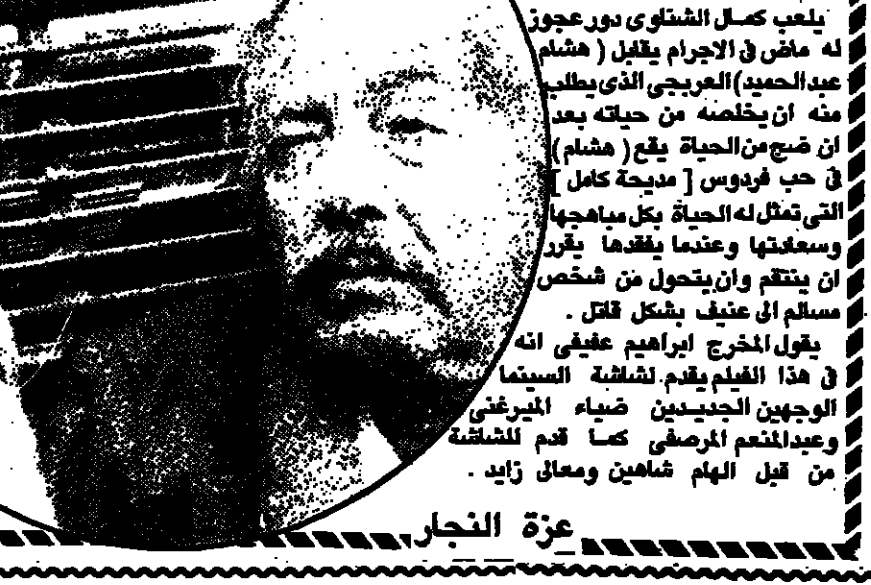 يلعب كمال الشناوى دور عجوز
له ماض فى الاجرام يقابل ( هشام
عبدالحميد) العربجى الذى يطلب
منه ان يخلصه من حياته بعد
ان ضج من الحياة يقع ( هشام )
فى حب فردوس [ مديحة كامل ]
التى تمثل له الحياة بكل مباهجها
وسعادتها وعندما يفقدها يقرر
ان ينتقم وان يتحول من شخص
مسالم الى عنيف بشكل قاتل .
يقول المخرج ابراهيم عفيفى انه
فى هذا الفيلم يقدم لشاشة السينما
الوجهين الجديدين ضياء الميرغنى
وعبدالمنعم المرصفى كما قدم للشاشة
من قبل الهام شاهين ومعالى زايد .
عزة النجار